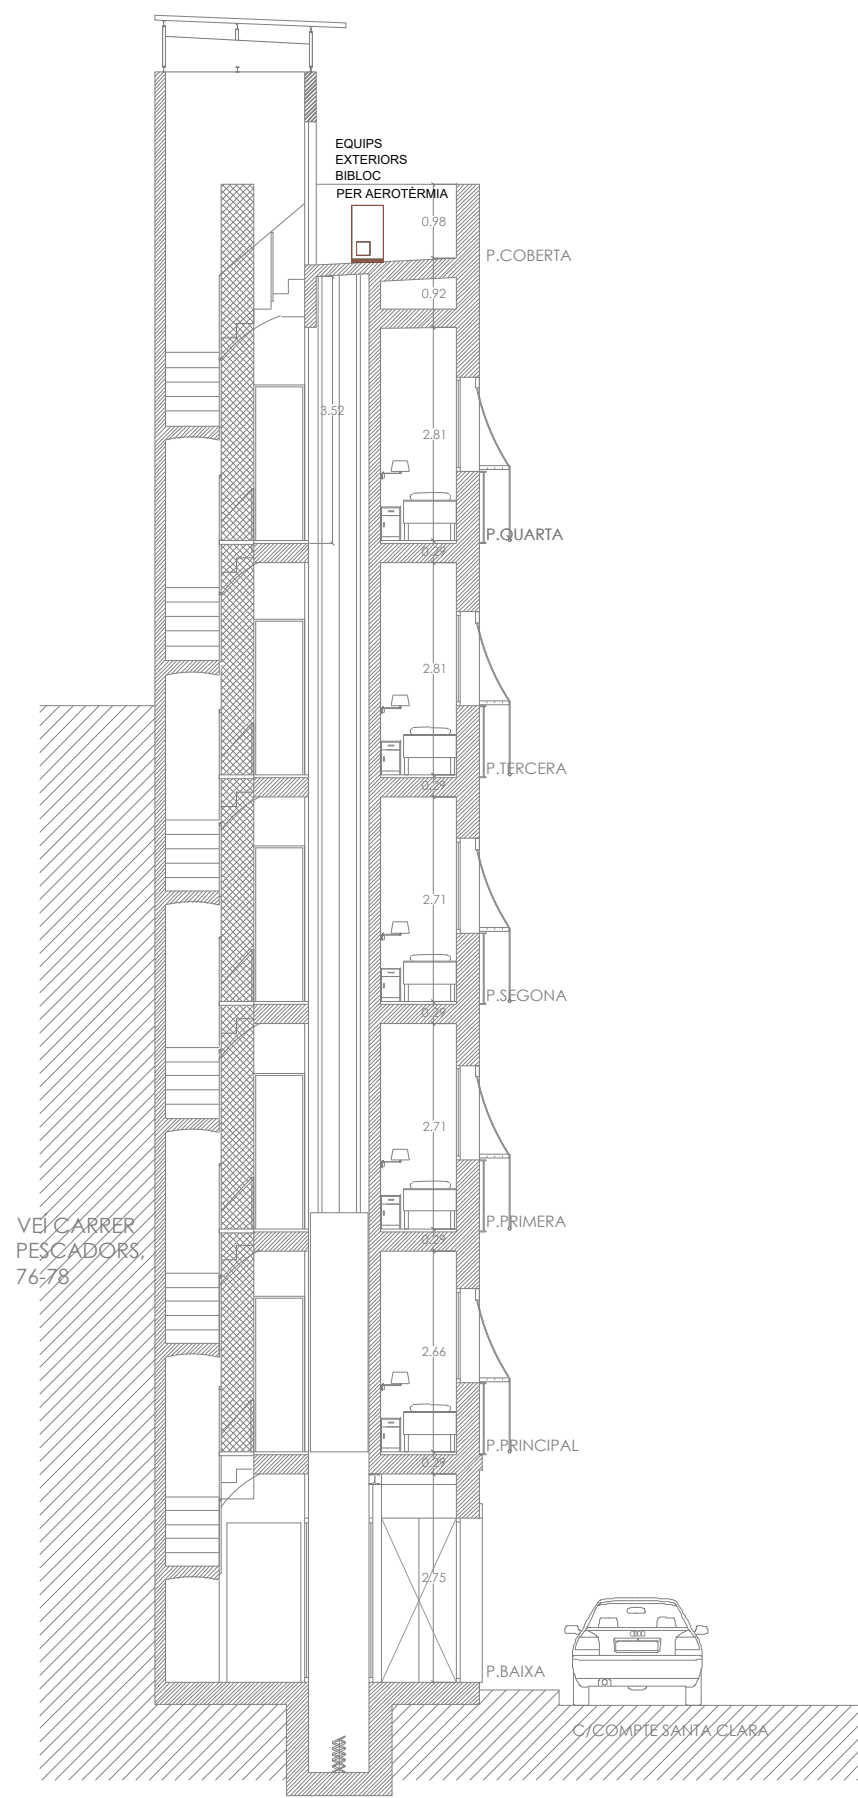 EQUIPS
EXTERIORS
BIBLOC
PER AEROTÈRMIA
0.98
P.COBERTA
0.92
3.52
2.81
P.QUARTA
0.29
2.81
P.TERCERA
0.29
2.71
P.SEGONA
0.29
2.71
P.PRIMERA
VEÍ CARRER
PESCADORS,
76-78
0.29
2.66
P.PRINCIPAL
0.29
2.75
P.BAIXA
C/COMPTE SANTA CLARA